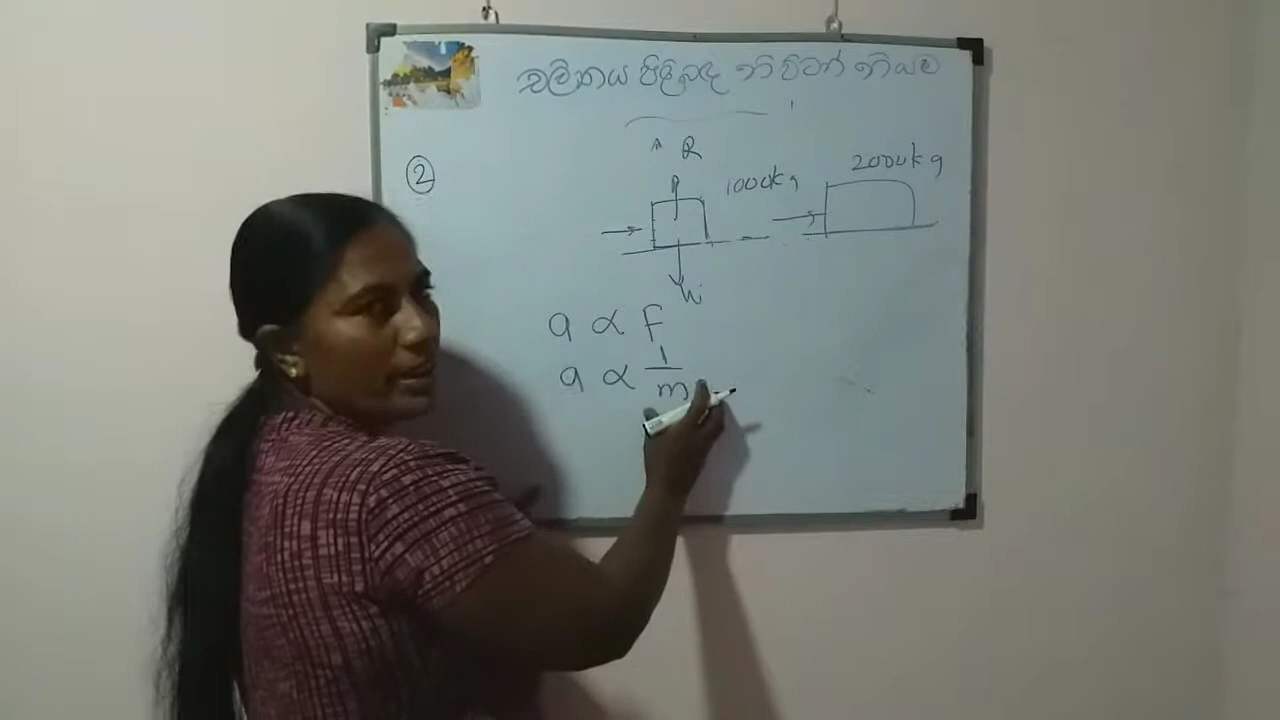 චලිතය පිළිබඳ නිව්ටන් නියම
②
R
1000kg
2000kg
W
a ∝ F
a ∝ 1/m